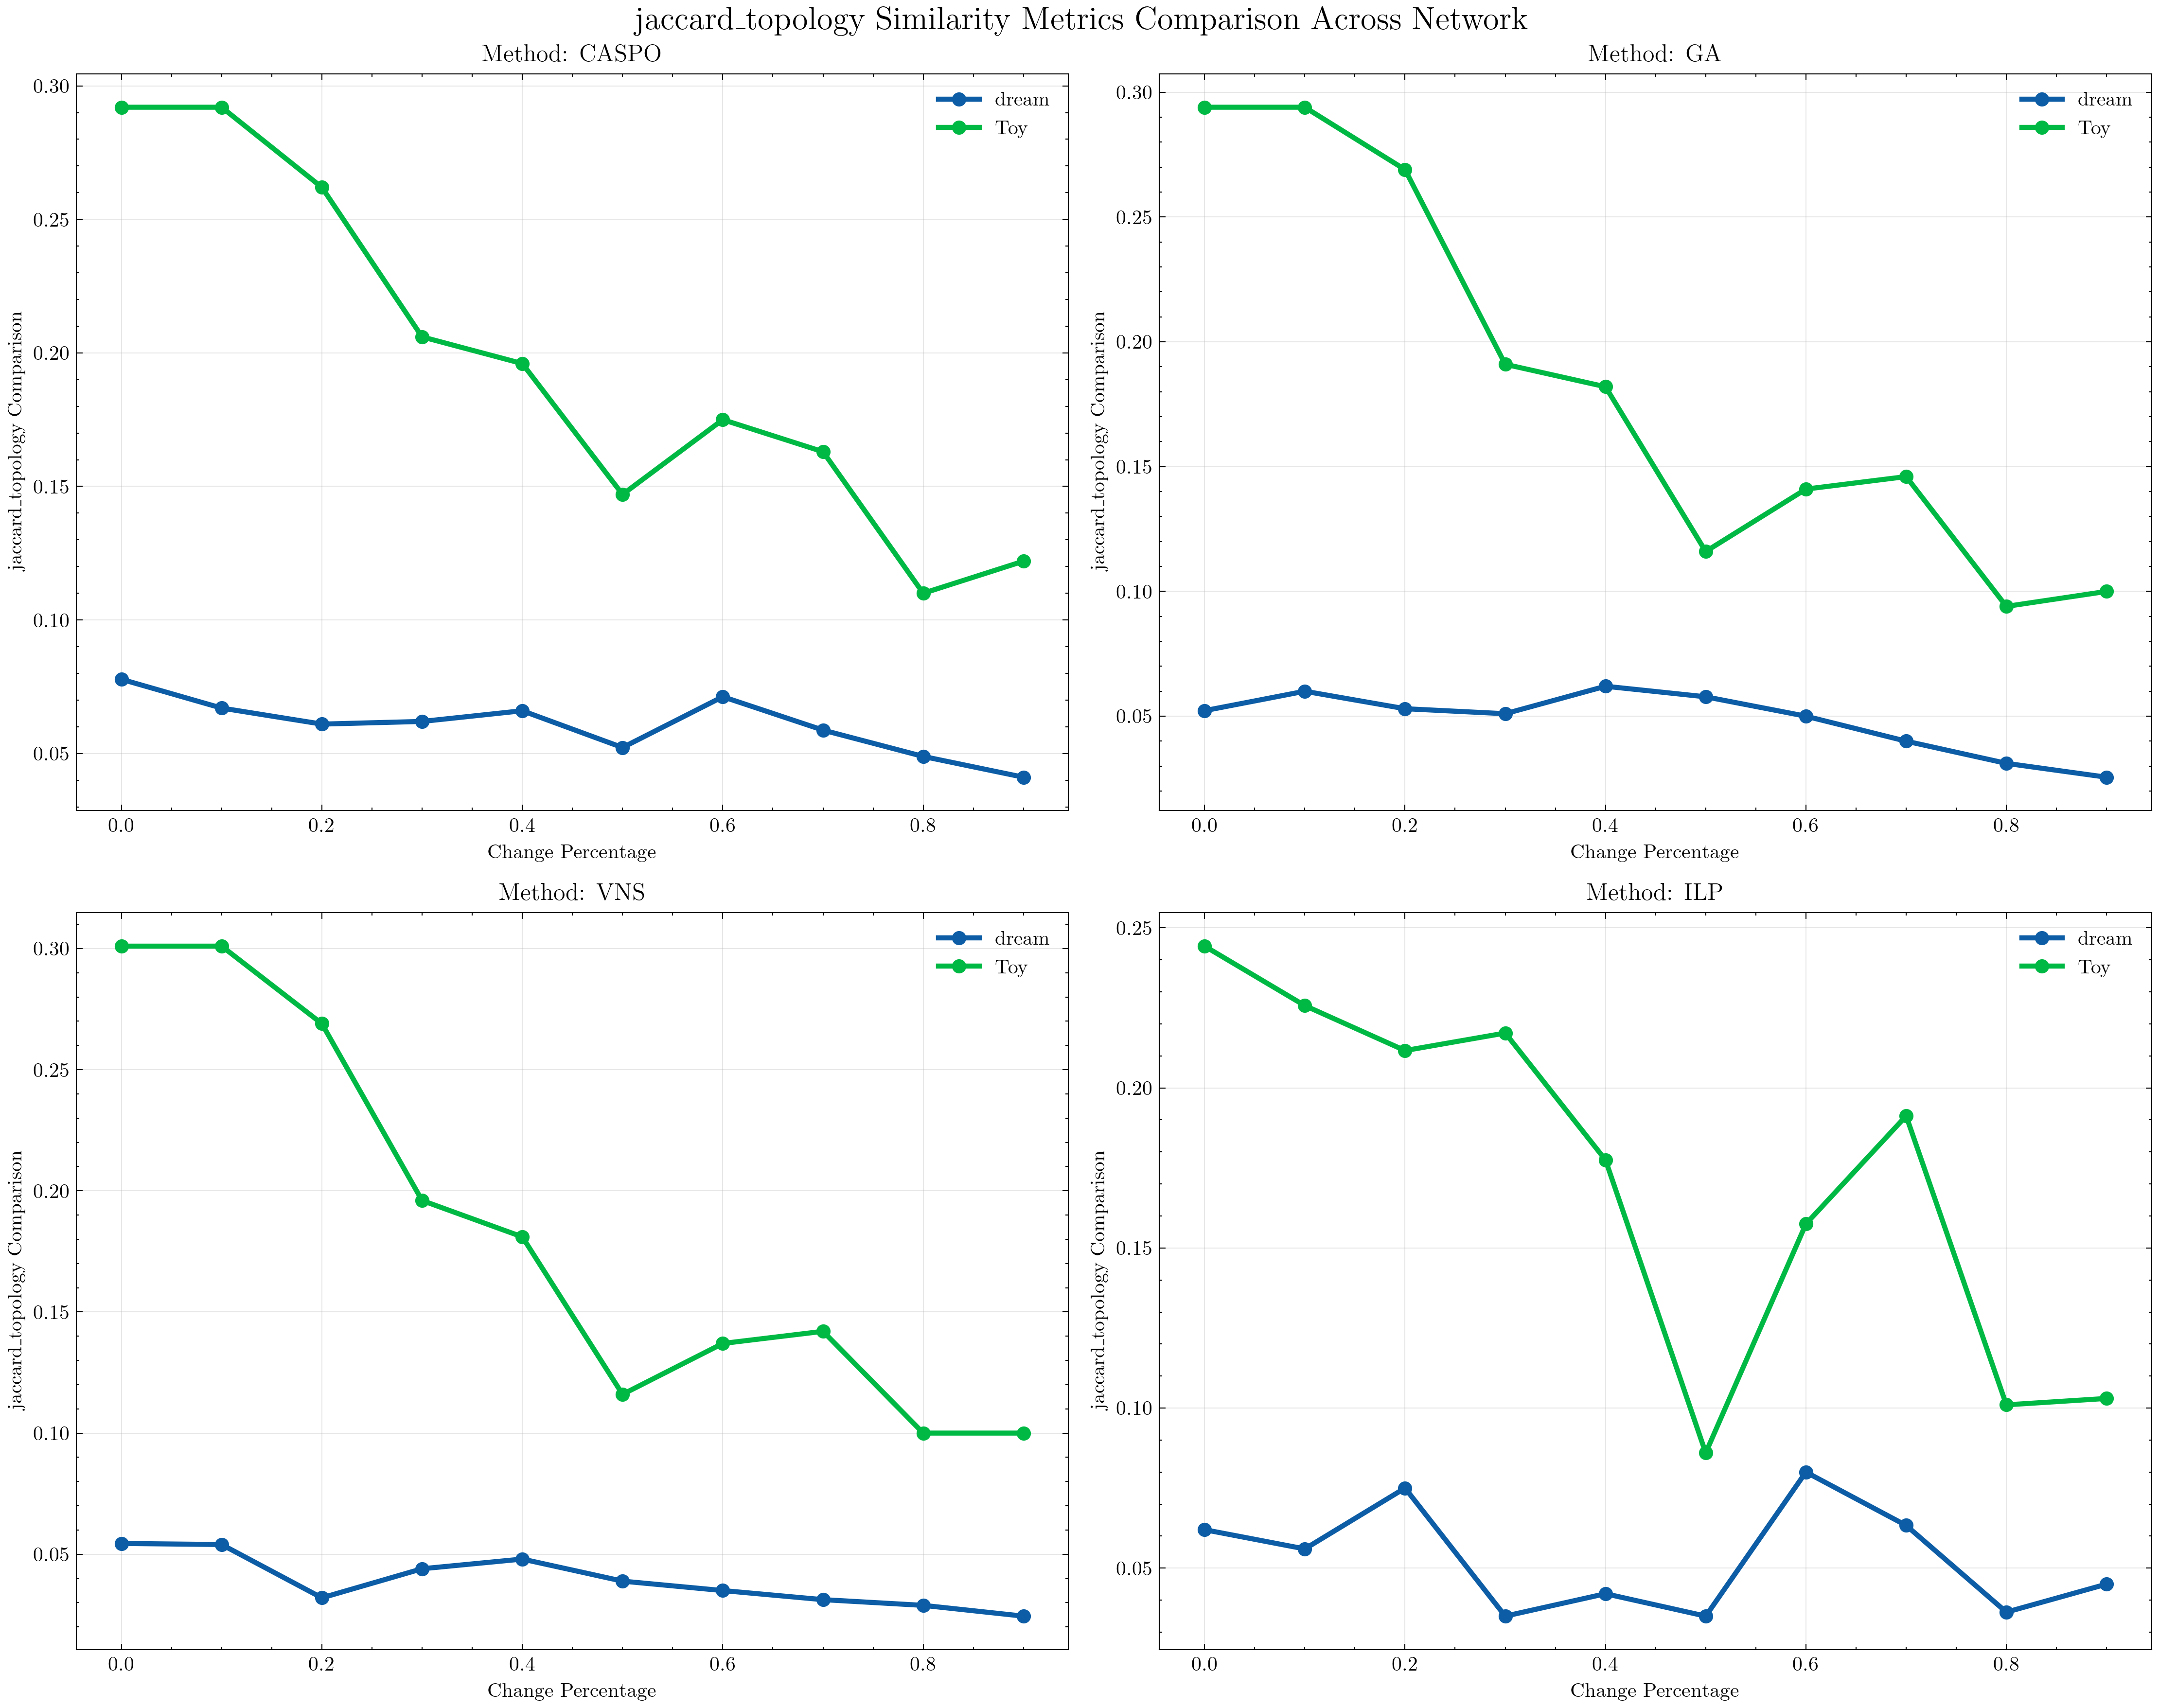 jaccard_topology Similarity Metrics Comparison Across Network
Method: CASPO
jaccard_topology Comparison
0.30
0.25
0.20
0.15
0.10
0.05
dream
Toy
0.0 0.2 0.4 0.6 0.8
Change Percentage
Method: GA
jaccard_topology Comparison
0.30
0.25
0.20
0.15
0.10
0.05
dream
Toy
0.0 0.2 0.4 0.6 0.8
Change Percentage
Method: VNS
jaccard_topology Comparison
0.30
0.25
0.20
0.15
0.10
0.05
dream
Toy
0.0 0.2 0.4 0.6 0.8
Change Percentage
Method: ILP
jaccard_topology Comparison
0.25
0.20
0.15
0.10
0.05
dream
Toy
0.0 0.2 0.4 0.6 0.8
Change Percentage